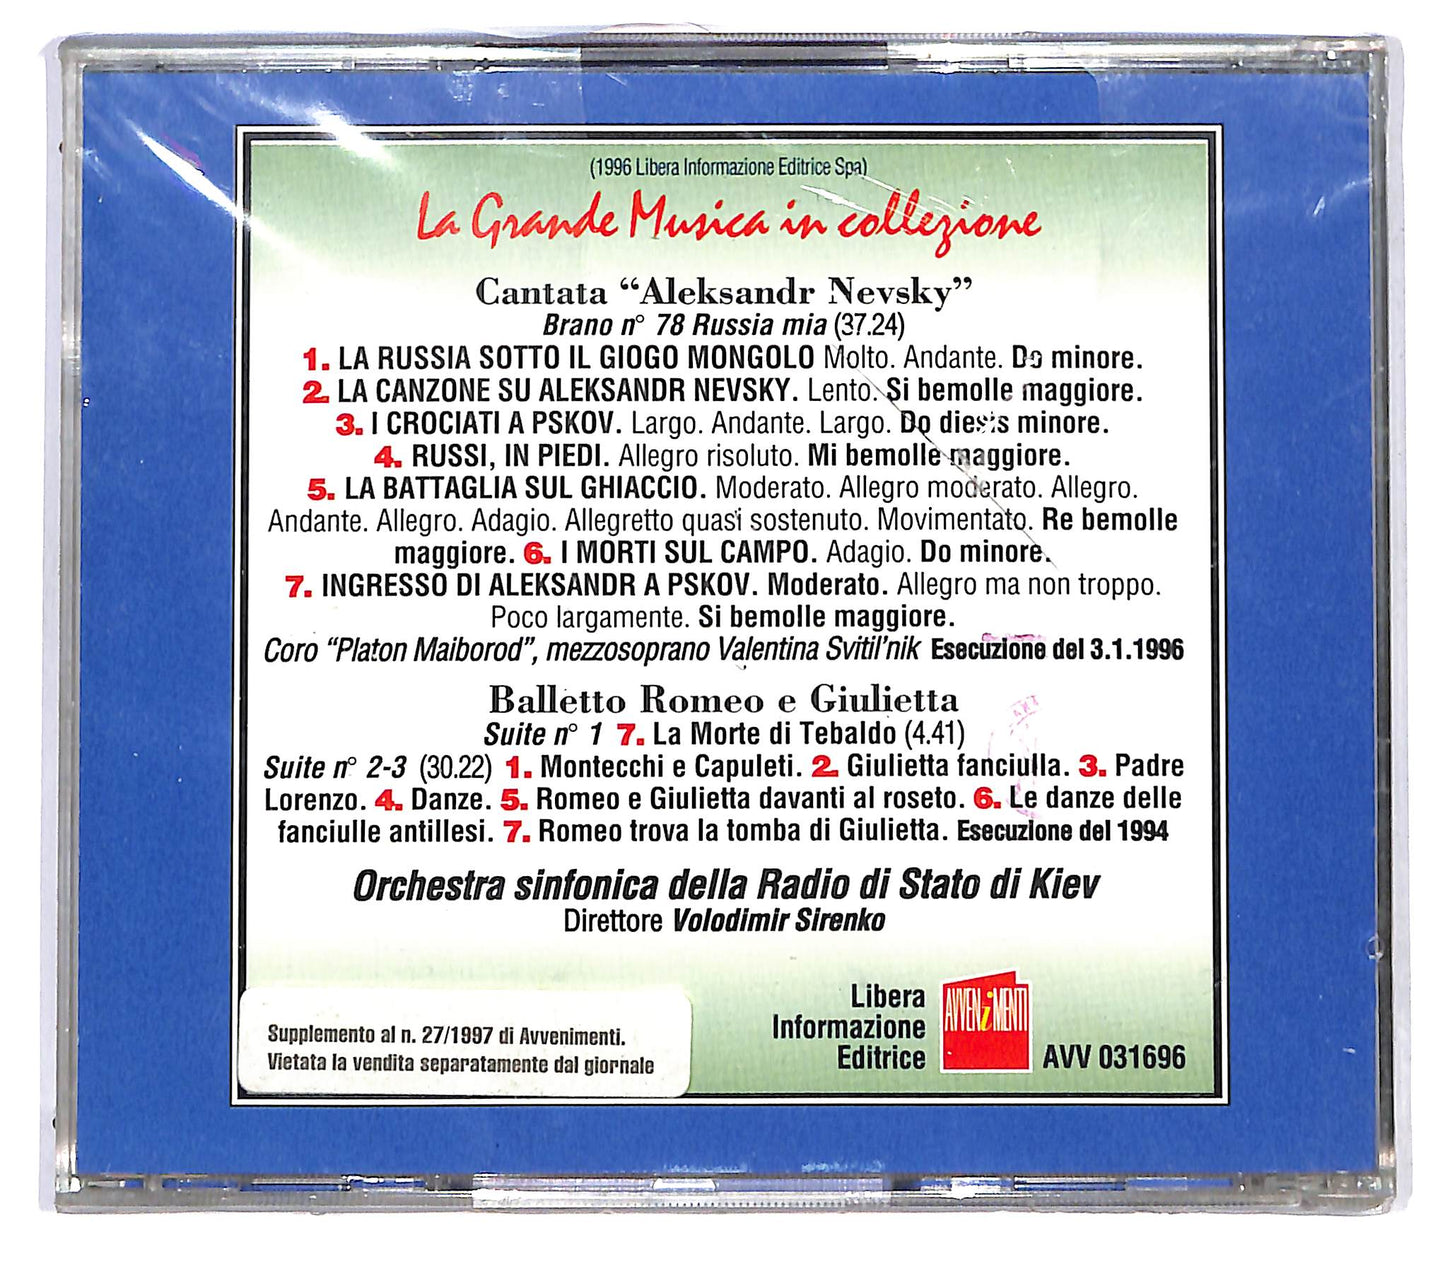 (1996 Libera Informazione Editrice Spa)
La Grande Musica in collezione
Cantata “Aleksandr Nevsky”
Brano n° 78 Russia mia (37.24)
1. LA RUSSIA SOTTO IL GIOGO MONGOLO Molto. Andante. Do minore.
2. LA CANZONE SU ALEKSANDR NEVSKY. Lento. Si bemolle maggiore.
3. I CROCIATI A PSKOV. Largo. Andante. Largo. Do diesis minore.
4. RUSSI, IN PIEDI. Allegro risoluto. Mi bemolle maggiore.
5. LA BATTAGLIA SUL GHIACCIO. Moderato. Allegro moderato. Allegro.
Andante. Allegro. Adagio. Allegretto quasi sostenuto. Movimentato. Re bemolle
maggiore. 6. I MORTI SUL CAMPO. Adagio. Do minore.
7. INGRESSO DI ALEKSANDR A PSKOV. Moderato. Allegro ma non troppo.
Poco largamente. Si bemolle maggiore.
Coro “Platon Maiborod”, mezzosoprano Valentina Svitil’nik Esecuzione del 3.1.1996
Balletto Romeo e Giulietta
Suite n° 1 7. La Morte di Tebaldo (4.41)
Suite n° 2-3 (30.22) 1. Montecchi e Capuleti. 2. Giulietta fanciulla. 3. Padre
Lorenzo. 4. Danze. 5. Romeo e Giulietta davanti al roseto. 6. Le danze delle
fanciulle antillesi. 7. Romeo trova la tomba di Giulietta. Esecuzione del 1994
Orchestra sinfonica della Radio di Stato di Kiev
Direttore Volodimir Sirenko
Supplemento al n. 27/1997 di Avvenimenti.
Vietata la vendita separatamente dal giornale
Libera
Informazione
Editrice
AVVENiMENTI
AVV 031696